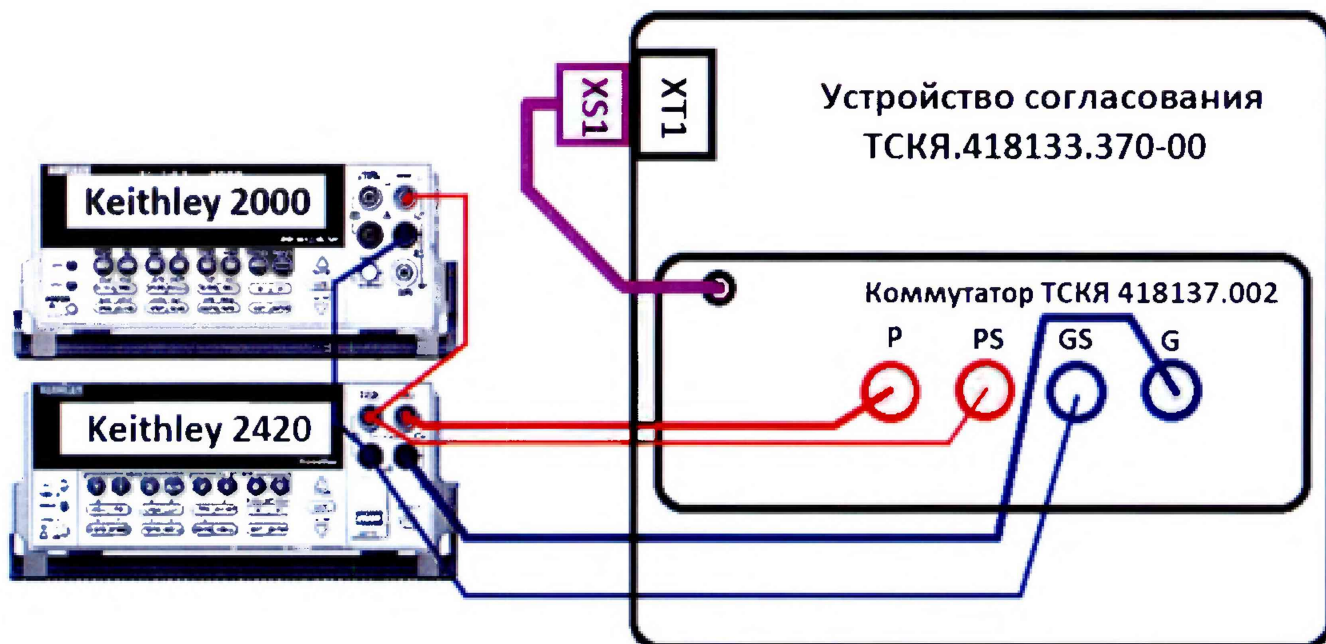 XS1
XT1
Устройство согласования
ТСКЯ.418133.370-00
Keithley 2000
Коммутатор ТСКЯ 418137.002
P
PS
GS
G
Keithley 2420